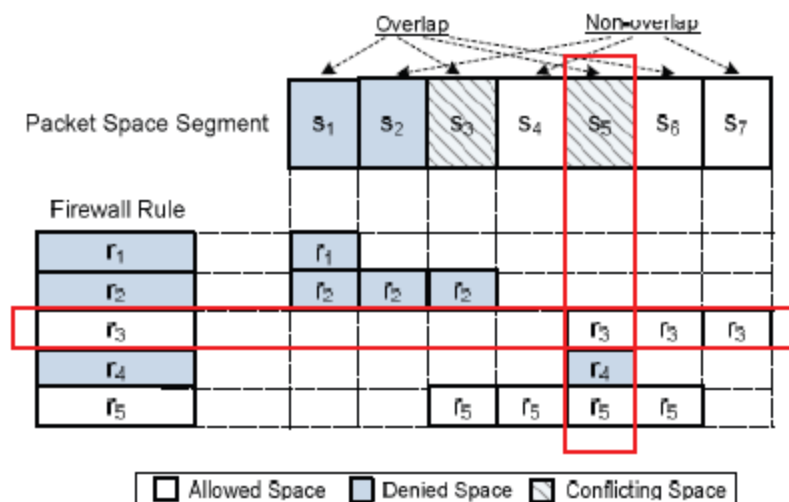 Overlap Non-overlap
Packet Space Segment s1 s2 s3 s4 s5 s6 s7
Firewall Rule
r1 r1
r2 r2 r2 r2
r3 r3 r3 r3
r4 r4
r5 r5 r5 r5 r5
Allowed Space Denied Space Conflicting Space